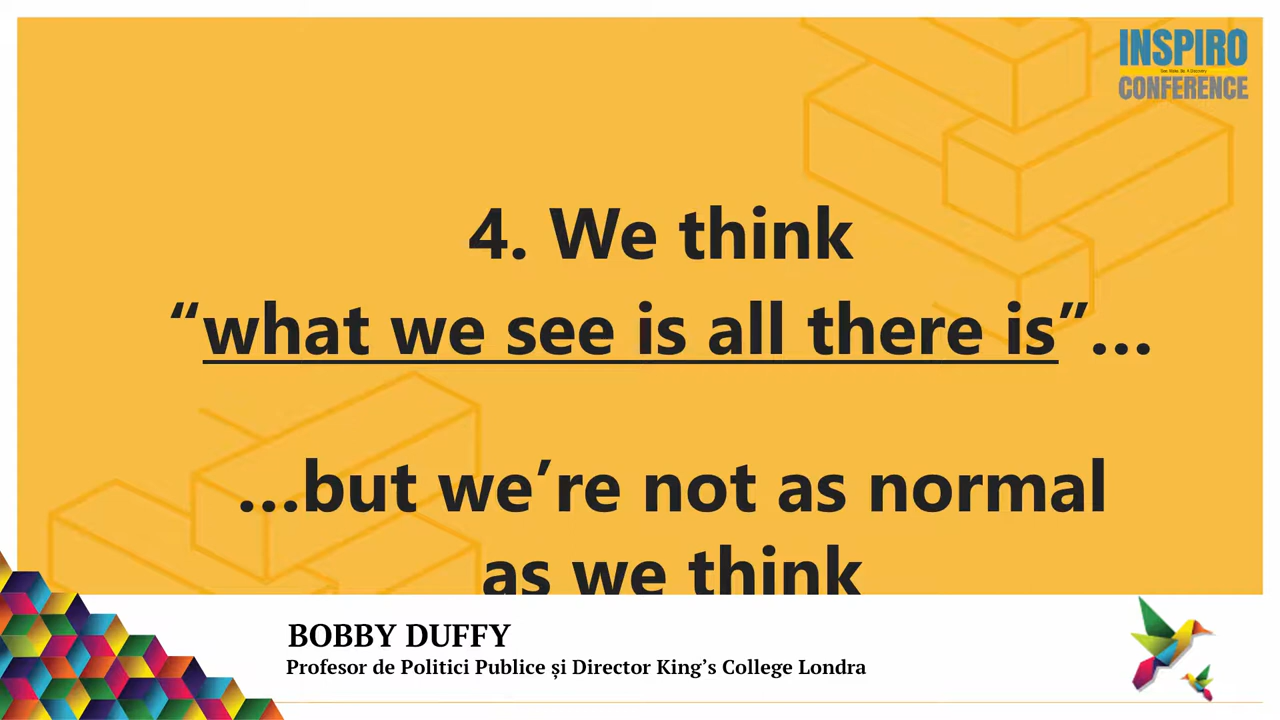 INSPIRO
CONFERENCE
4. We think
“what we see is all there is”...
...but we’re not as normal
as we think
BOBBY DUFFY
Profesor de Politici Publice și Director King’s College Londra